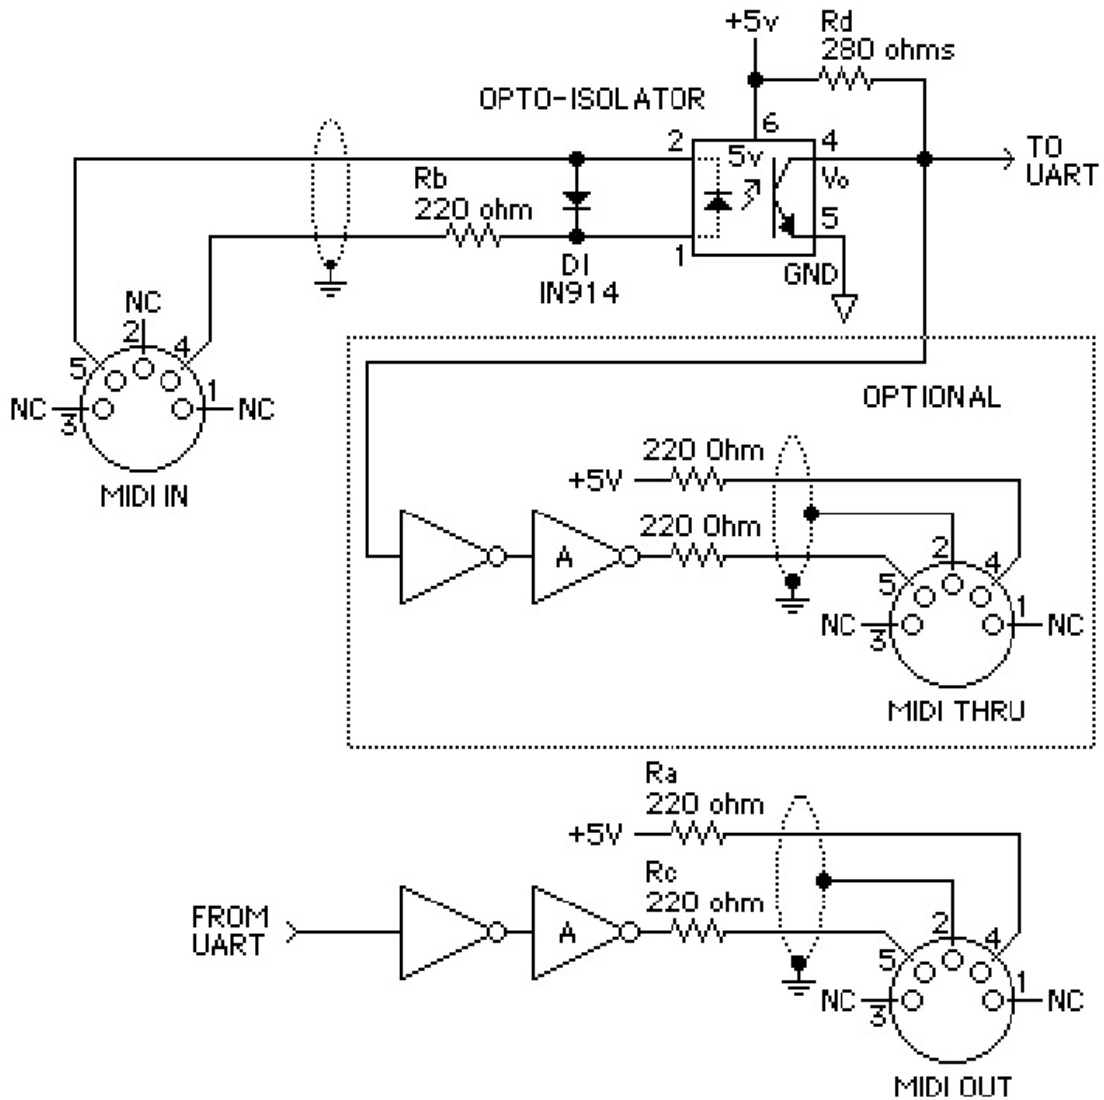 +5v
Rd
280 ohms
OPTO-ISOLATOR
6
2
5v
4
TO
UART
Vo
Rb
220 ohm
5
1
GND
D1
IN914
NC
2
5
4
1
NC
3
NC
MIDI IN
OPTIONAL
220 Ohm
+5V
220 Ohm
A
2
5
4
1
NC
3
NC
MIDI THRU
Ra
220 ohm
+5V
Rc
220 ohm
FROM
UART
A
2
5
4
1
NC
3
NC
MIDI OUT